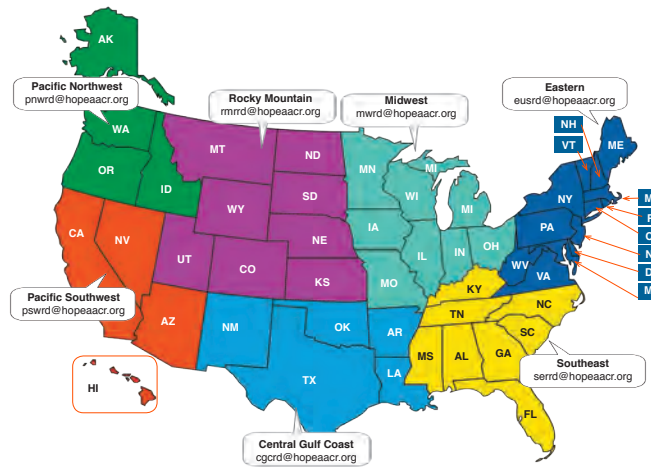 AK
Pacific Northwest
pnwrd@hopeaacr.org
Rocky Mountain
rmrrd@hopeaacr.org
Midwest
mwrd@hopeaacr.org
Eastern
eusrd@hopeaacr.org
WA
OR
ID
MT
ND
SD
WY
NE
UT
CO
KS
MN
WI
MI
MI
IA
IL
IN
OH
MO
NH
VT
ME
NY
PA
WV
VA
CA
NV
AZ
Pacific Southwest
pswrd@hopeaacr.org
HI
NM
OK
AR
TX
LA
Central Gulf Coast
cgcrd@hopeaacr.org
KY
TN
NC
SC
MS
AL
GA
FL
Southeast
serrd@hopeaacr.org